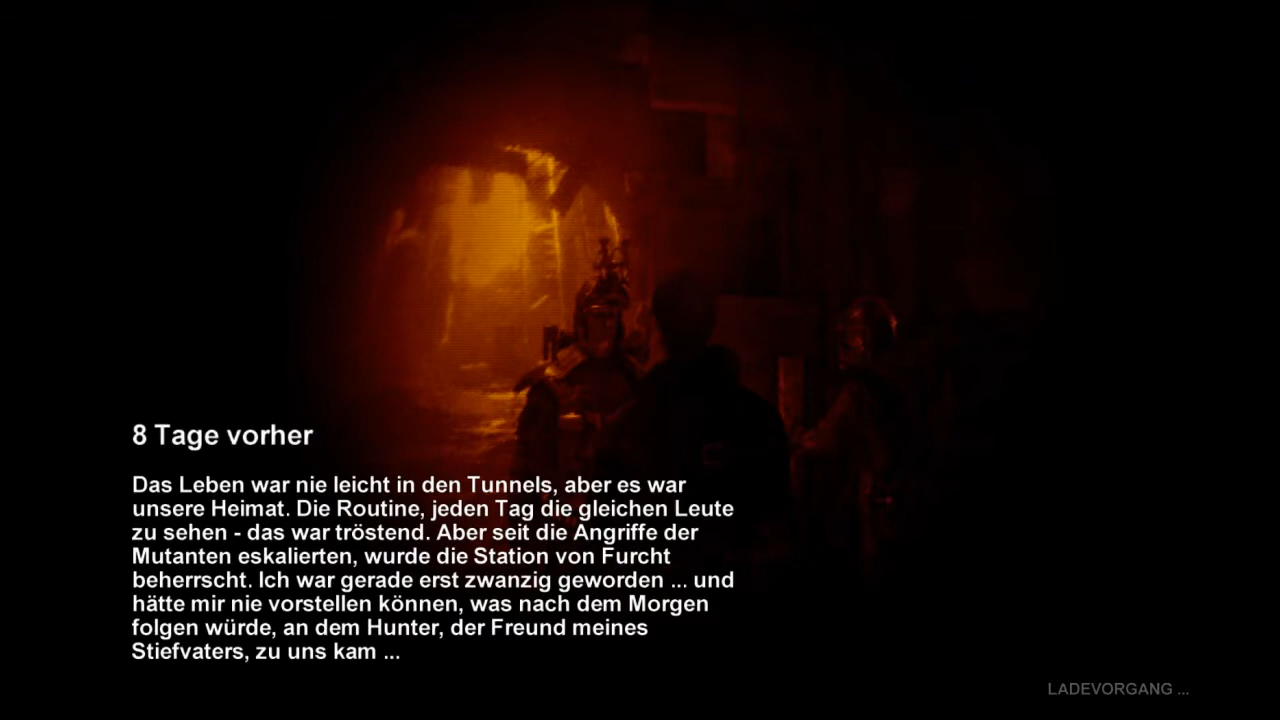 8 Tage vorher
Das Leben war nie leicht in den Tunnels, aber es war
unsere Heimat. Die Routine, jeden Tag die gleichen Leute
zu sehen - das war tröstend. Aber seit die Angriffe der
Mutanten eskalierten, wurde die Station von Furcht
beherrscht. Ich war gerade erst zwanzig geworden ... und
hätte mir nie vorstellen können, was nach dem Morgen
folgen würde, an dem Hunter, der Freund meines
Stiefvaters, zu uns kam ...
LADEVORGANG ...